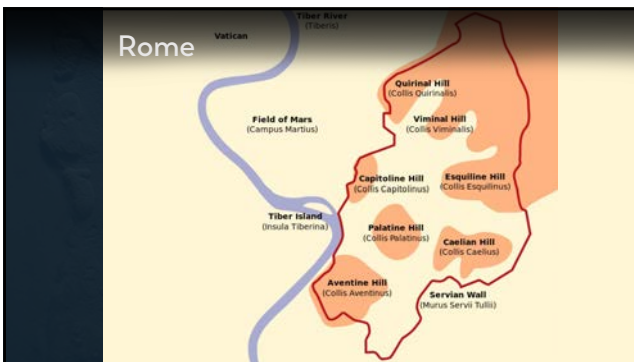 Tiber River
(Tiberis)
Vatican
Rome
Quirinal Hill
(Collis Quirinalis)
Viminal Hill
(Collis Viminalis)
Field of Mars
(Campus Martius)
Capitoline Hill
(Collis Capitolinus)
Esquiline Hill
(Collis Esquilinus)
Tiber Island
(Insula Tiberina)
Palatine Hill
(Collis Palatinus)
Caelian Hill
(Collis Caelius)
Aventine Hill
(Collis Aventinus)
Servian Wall
(Murus Servii Tullii)